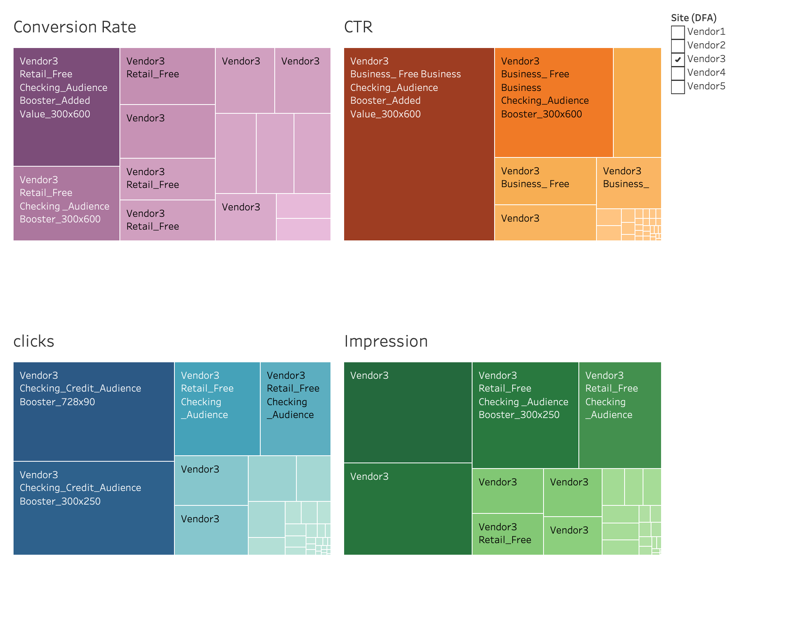 Conversion Rate
Vendor3
Retail_Free
Checking_Audience
Booster_Added
Value_300x600
Vendor3
Retail_Free
Checking _Audience
Booster_300x600
Vendor3
Retail_Free
Vendor3
Vendor3
Retail_Free
Vendor3
Retail_Free
Vendor3
Vendor3
Vendor3
CTR
Vendor3
Business_ Free Business
Checking_Audience
Booster_Added
Value_300x600
Vendor3
Business_ Free
Business
Checking_Audience
Booster_300x600
Vendor3
Business_ Free
Vendor3
Vendor3
Business_
Site (DFA)
Vendor1
Vendor2
Vendor3
Vendor4
Vendor5
clicks
Vendor3
Checking_Credit_Audience
Booster_728x90
Vendor3
Checking_Credit_Audience
Booster_300x250
Vendor3
Retail_Free
Checking
_Audience
Vendor3
Retail_Free
Checking
_Audience
Vendor3
Vendor3
Impression
Vendor3
Vendor3
Vendor3
Retail_Free
Checking _Audience
Booster_300x250
Vendor3
Retail_Free
Checking
_Audience
Vendor3
Vendor3
Retail_Free
Vendor3
Vendor3